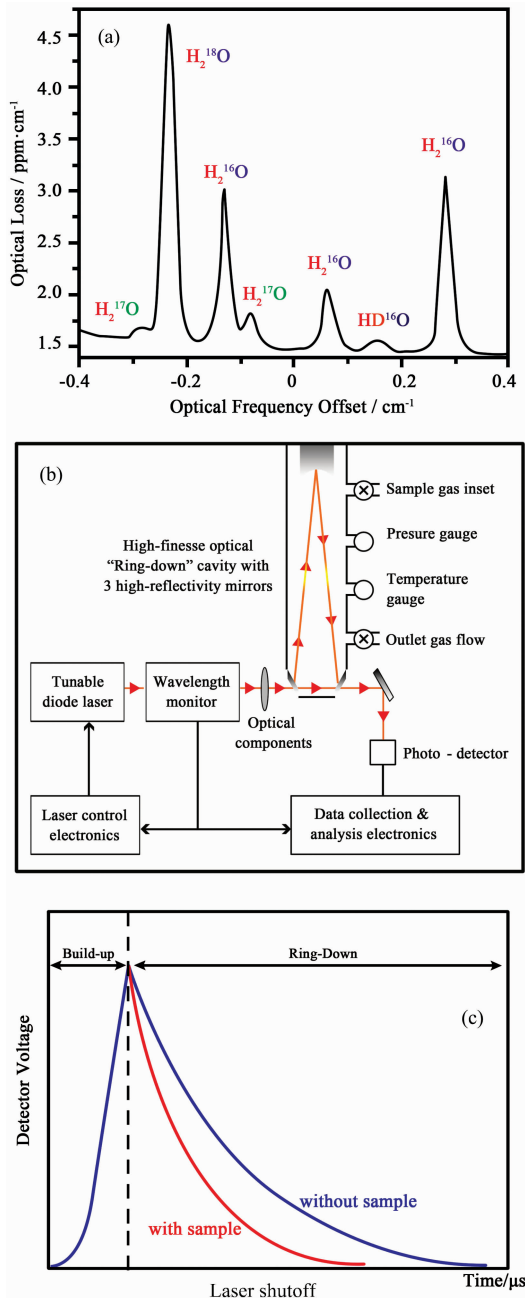 (a)
4.5
4.0
3.5
3.0
2.5
2.0
1.5
Optical Loss / ppm·cm⁻¹
H₂¹⁸O
H₂¹⁶O
H₂¹⁶O
H₂¹⁶O
H₂¹⁷O
H₂¹⁷O
HD¹⁶O
-0.4 -0.2 0 0.2 0.4
Optical Frequency Offset / cm⁻¹
(b)
High-finesse optical
“Ring-down” cavity with
3 high-reflectivity mirrors
Sample gas inset
Presure gauge
Temperature
gauge
Outlet gas flow
Tunable
diode laser
Wavelength
monitor
Optical
components
Photo - detector
Laser control
electronics
Data collection &
analysis electronics
Build-up
Ring-Down
(c)
Detector Voltage
without sample
with sample
Time/μs
Laser shutoff